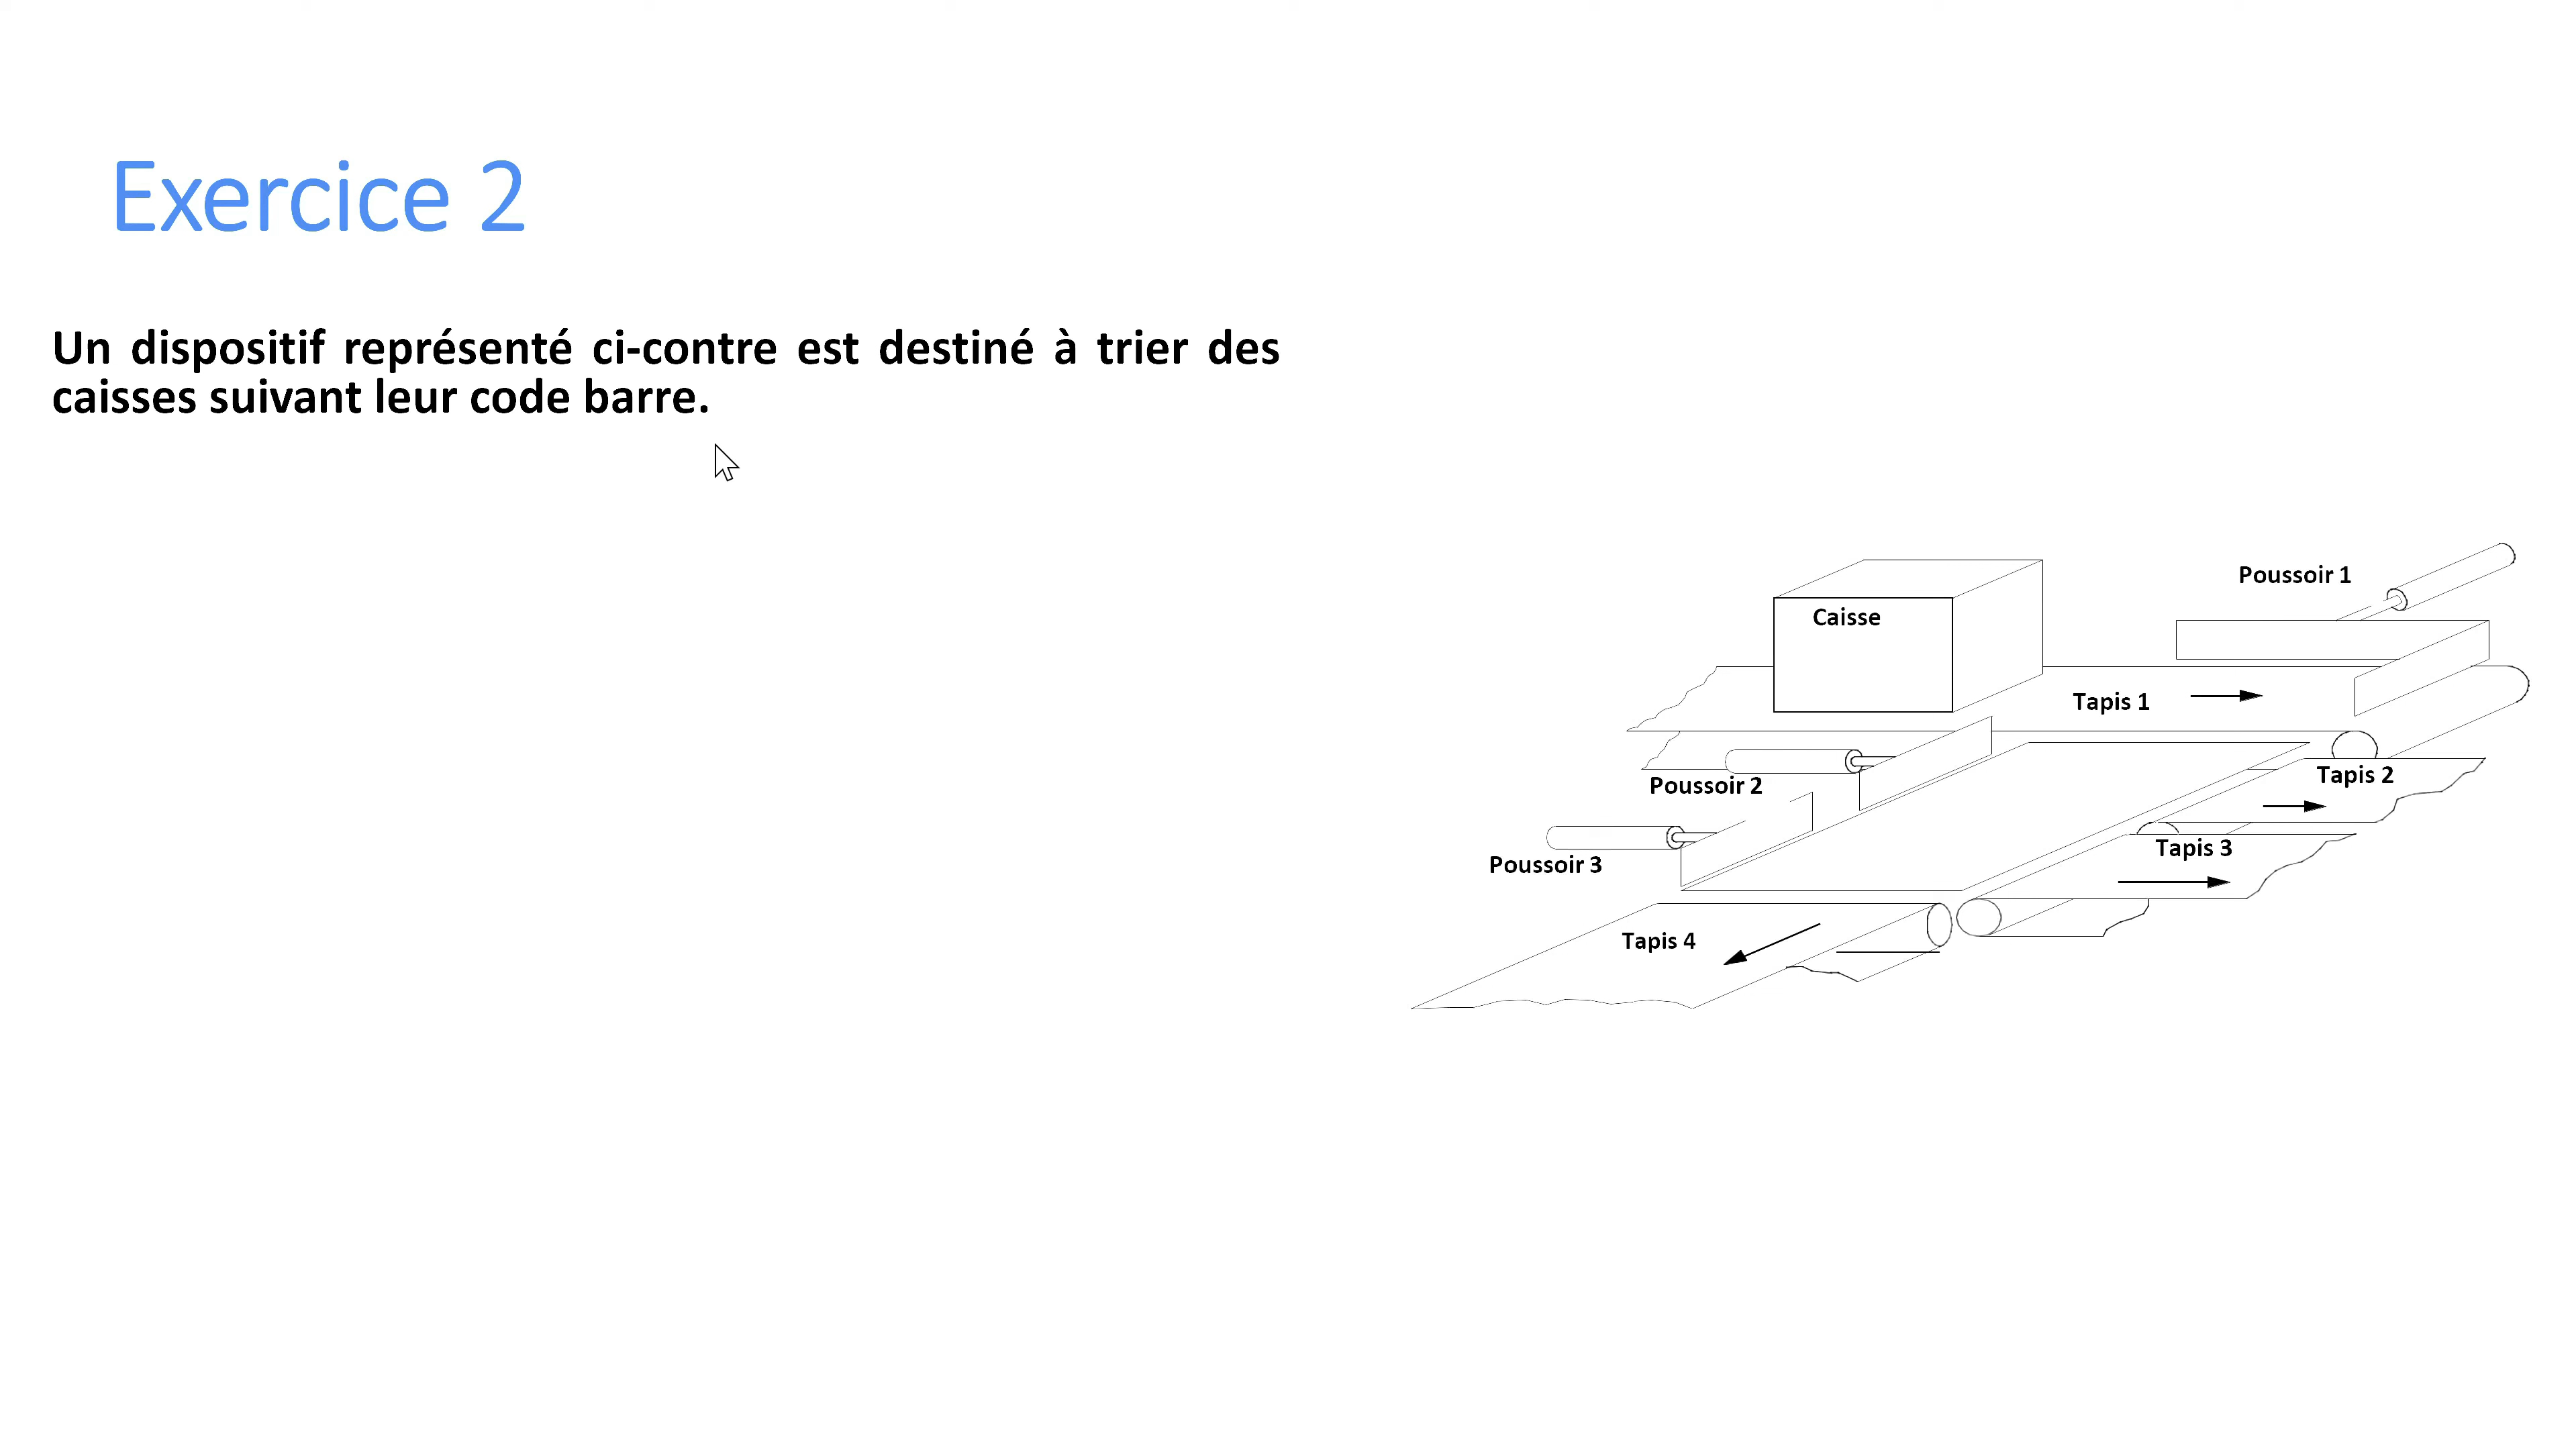 Exercice 2
Un dispositif représenté ci-contre est destiné à trier des
caisses suivant leur code barre.
Poussoir 1
Caisse
Tapis 1
Poussoir 2
Tapis 2
Poussoir 3
Tapis 3
Tapis 4